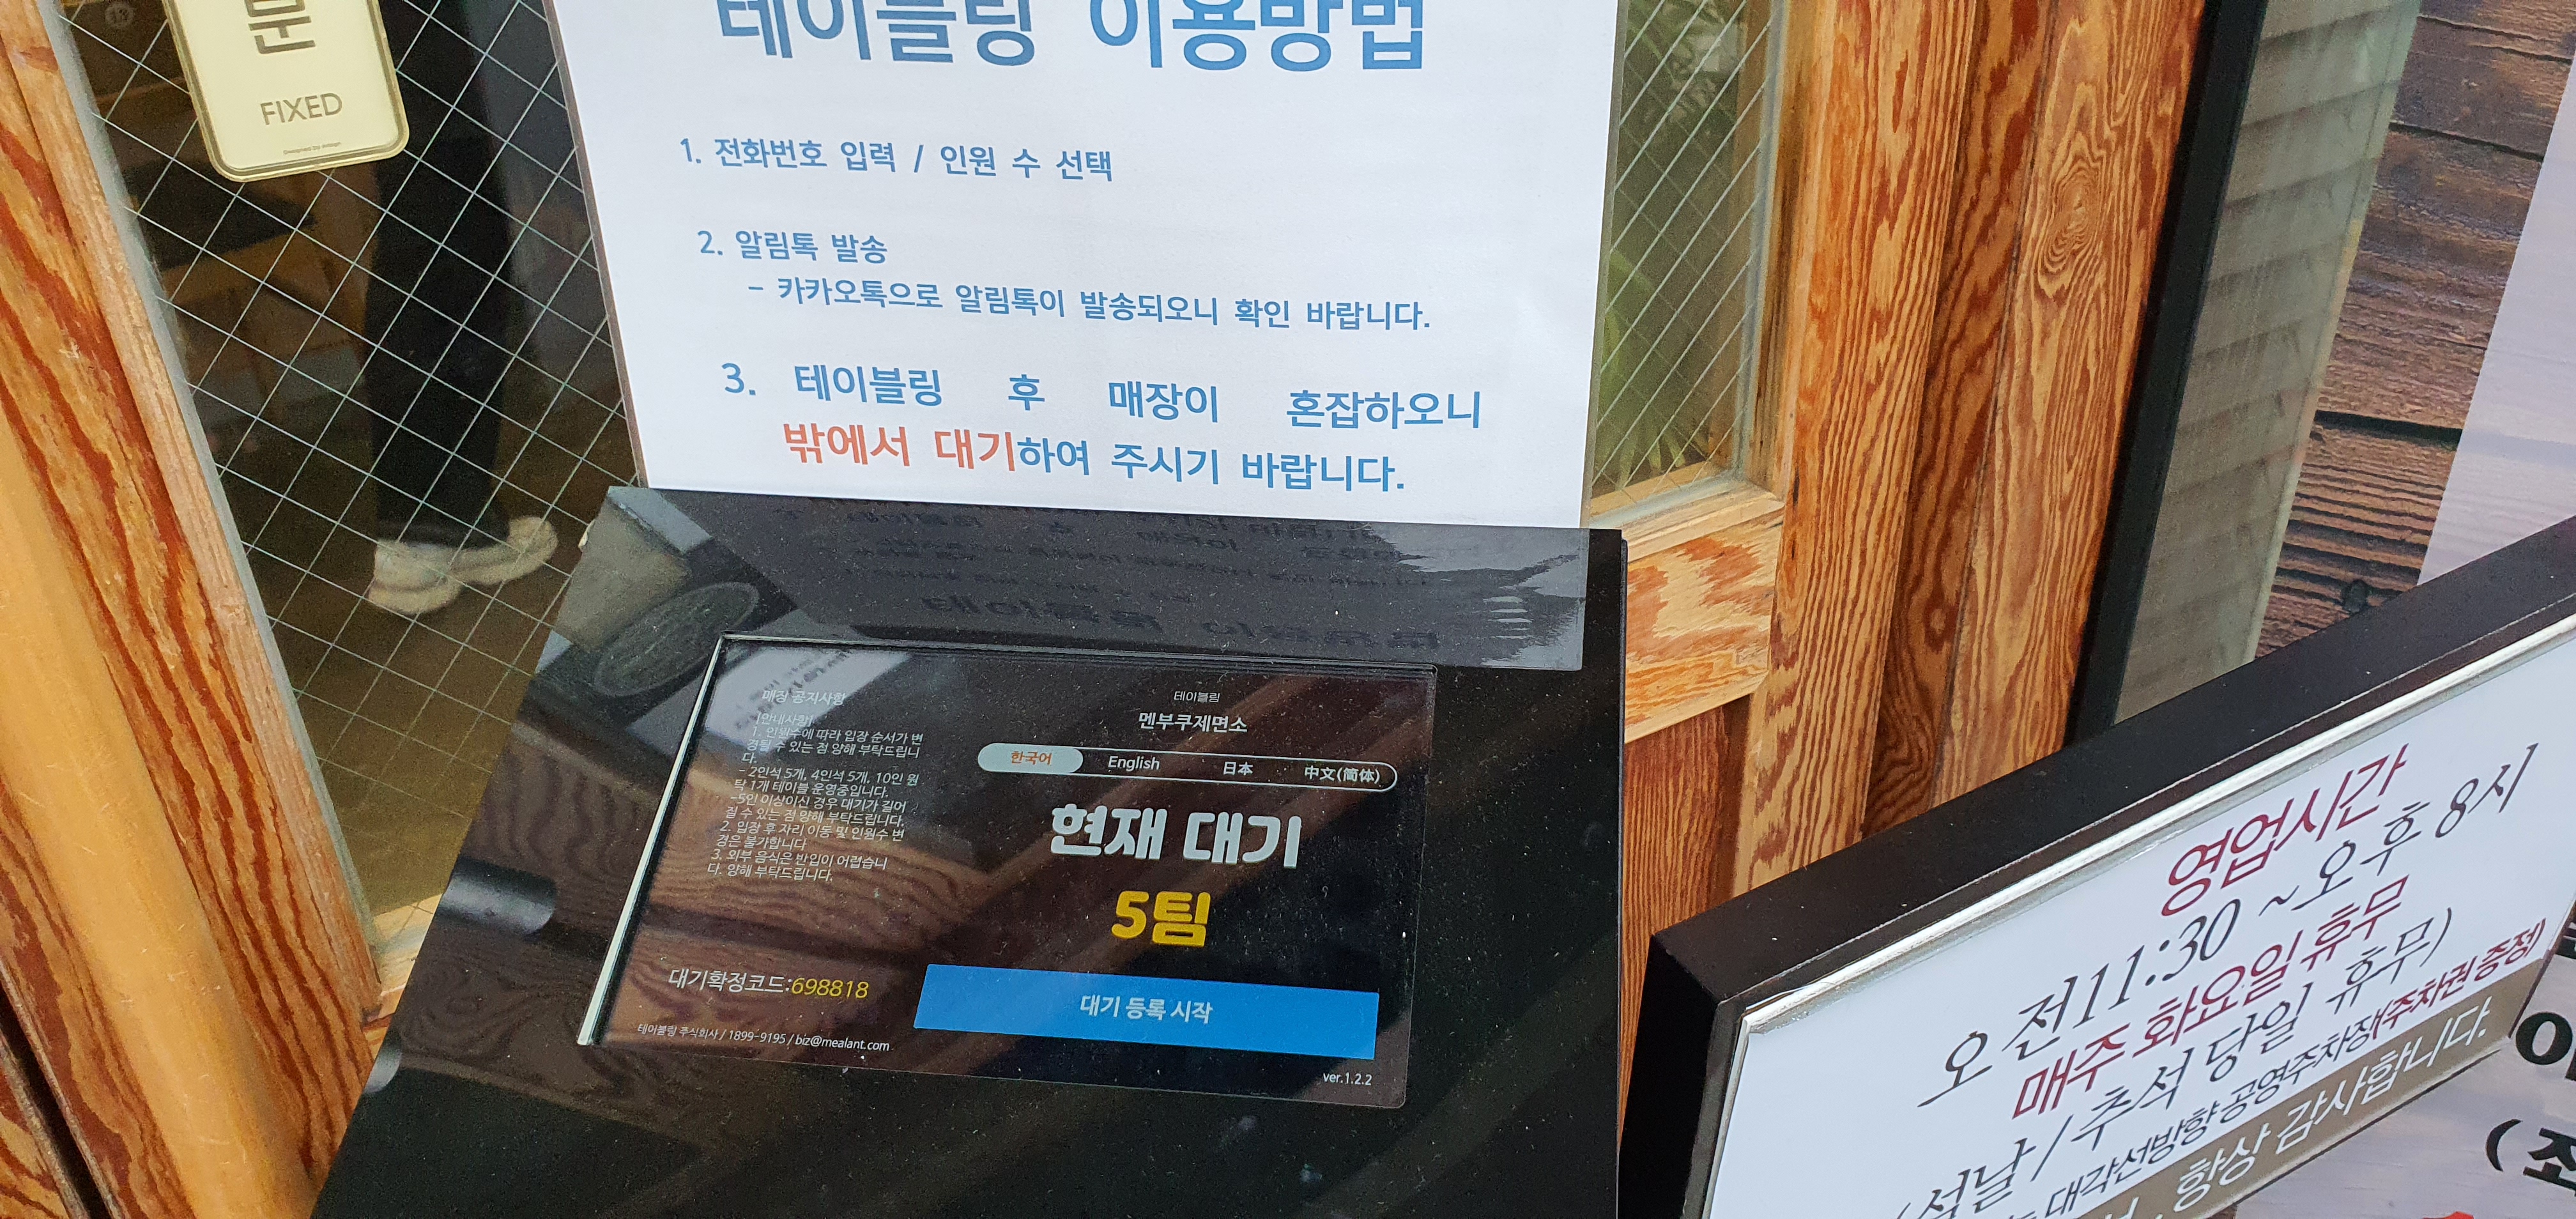 문
FIXED
테이블링 이용방법
1. 전화번호 입력 / 인원 수 선택
2. 알림톡 발송
- 카카오톡으로 알림톡이 발송되오니 확인 바랍니다.
3. 테이블링 후 매장이 혼잡하오니
밖에서 대기하여 주시기 바랍니다.
매장 공지사항
[안내사항]
1. 인원수에 따라 입장 순서가 변
경될 수 있는 점 양해 부탁드립니
다.
- 2인석 5개, 4인석 5개, 10인 원
탁 1개 테이블 운영중입니다.
-5인 이상이신 경우 대기가 길어
질 수 있는 점 양해 부탁드립니다.
2. 입장 후 자리 이동 및 인원수 변
경은 불가합니다
3. 외부 음식은 반입이 어렵습니
다. 양해 부탁드립니다.
대기확정코드:698818
테이블링 주식회사 / 1899-9195 / biz@mealant.com
테이블링
멘부쿠제면소
한국어 English 日本 中文(简体)
현재 대기
5팀
대기 등록 시작
ver.1.2.2
영업시간
오전11:30 ~오후8시
매주 화요일 휴무
(설날/추석 당일 휴무)
대각선방향 공영주차장(주차권 증정)
항상 감사합니다.